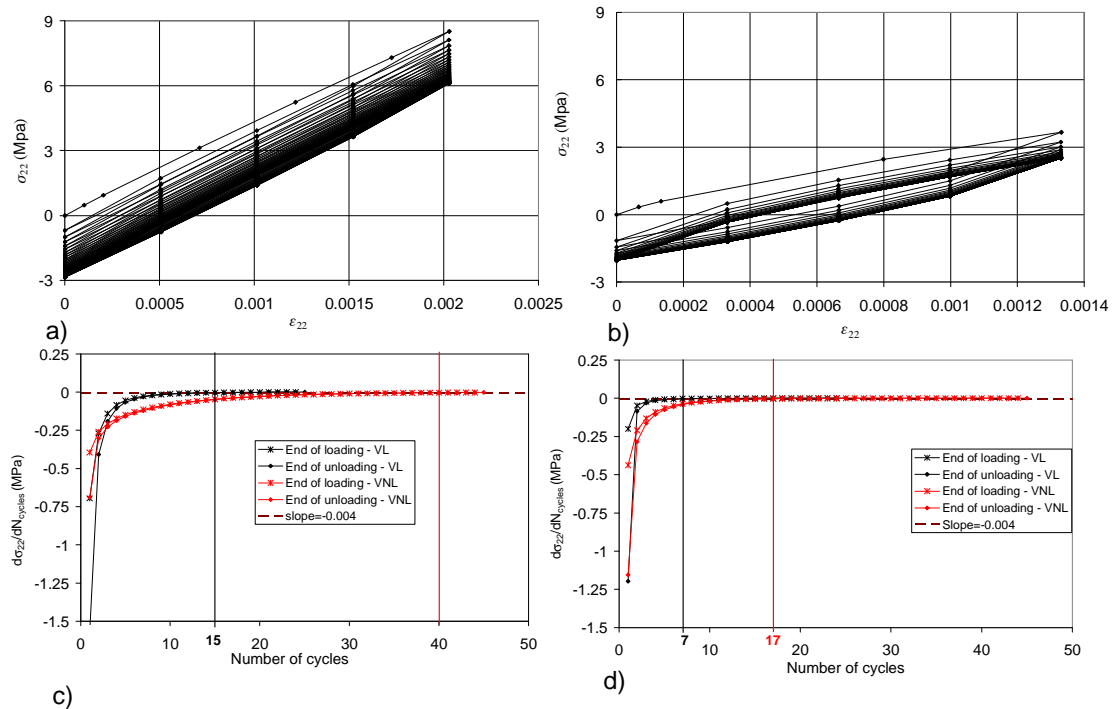 9
6
3
0
-3
σ22 (Mpa)
0 0.0005 0.001 0.0015 0.002 0.0025
ε22
a)
9
6
3
0
-3
σ22 (Mpa)
0 0.0002 0.0004 0.0006 0.0008 0.001 0.0012 0.0014
ε22
b)
0.25
0
-0.25
-0.5
-0.75
-1
-1.25
-1.5
dσ22/dNcycles (MPa)
End of loading - VL
End of unloading - VL
End of loading - VNL
End of unloading - VNL
slope=-0.004
0 10 15 20 30 40 50
Number of cycles
c)
0.25
0
-0.25
-0.5
-0.75
-1
-1.25
-1.5
dσ22/dNcycles (MPa)
End of loading - VL
End of unloading - VL
End of loading - VNL
End of unloading - VNL
Slope=-0.004
0 7 10 17 20 30 40 50
Number of cycles
d)